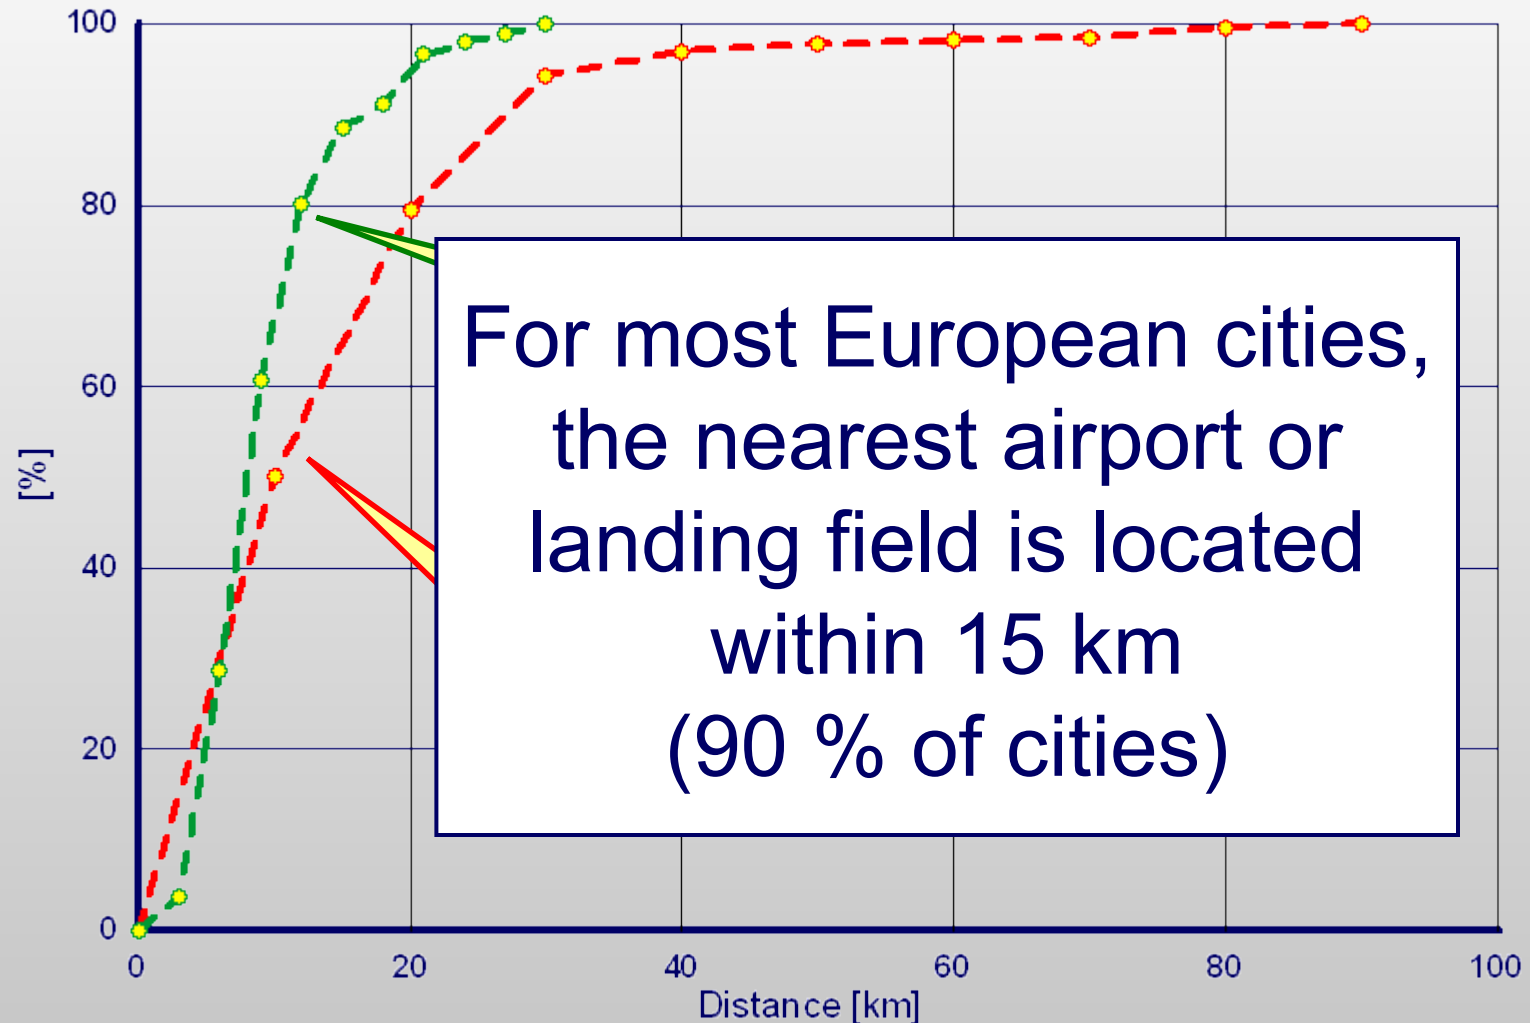 100
80
60
40
20
0
[%]
For most European cities,
the nearest airport or
landing field is located
within 15 km
(90 % of cities)
0 20 40 60 80 100
Distance [km]